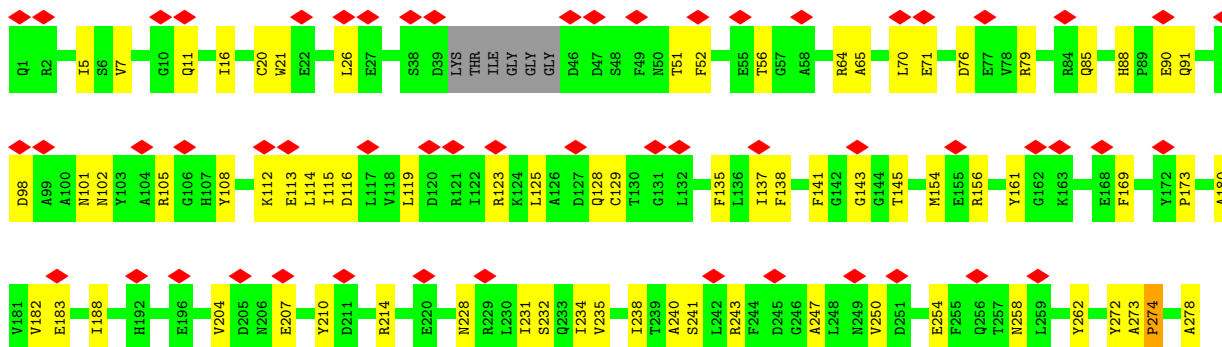 Q1 R2 I5 S6 V7 G10 Q11 I16 C20 W21 E22 L26 E27 S38 D39 LYS THR ILE GLY GLY GLY D46 D47 S48 F49 N50 T51 F52 E55 T56 G57 A58 R64 A65 L70 E71 D76 E77 V78 R79 R84 Q85 H88 P89 E90 Q91
D98 A99 A100 N101 N102 Y103 A104 R105 G106 H107 Y108 K112 E113 L114 I115 D116 L117 V118 L119 D120 R121 I122 R123 K124 L125 A126 D127 Q128 C129 T130 G131 L132 F135 L136 I137 F138 F141 G142 G143 G144 T145 M154 E155 R156 Y161 G162 K163 E168 F169 Y172 P173 A180
V181 V182 E183 I188 H192 E196 V204 D205 N206 E207 Y210 D211 R214 E220 N228 R229 L230 I231 S232 Q233 I234 V235 I238 T239 A240 S241 L242 R243 F244 D245 G246 A247 L248 N249 V250 D251 E254 F255 Q256 T257 N258 L259 Y262 Y272 A273 P274 A278